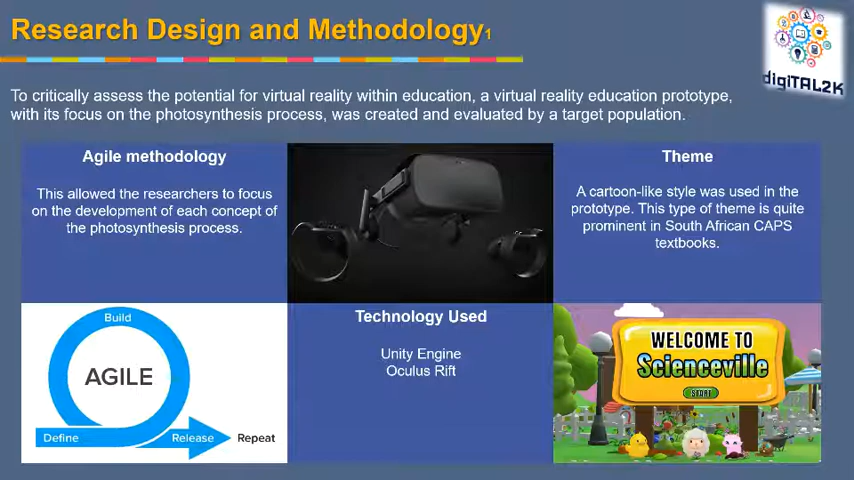 Research Design and Methodology1
digiTAL2K
To critically assess the potential for virtual reality within education, a virtual reality education prototype,
with its focus on the photosynthesis process, was created and evaluated by a target population.
Agile methodology
This allowed the researchers to focus
on the development of each concept of
the photosynthesis process.
Theme
A cartoon-like style was used in the
prototype. This type of theme is quite
prominent in South African CAPS
textbooks.
Build
AGILE
Define
Release
Repeat
Technology Used
Unity Engine
Oculus Rift
WELCOME TO
Scienceville
START